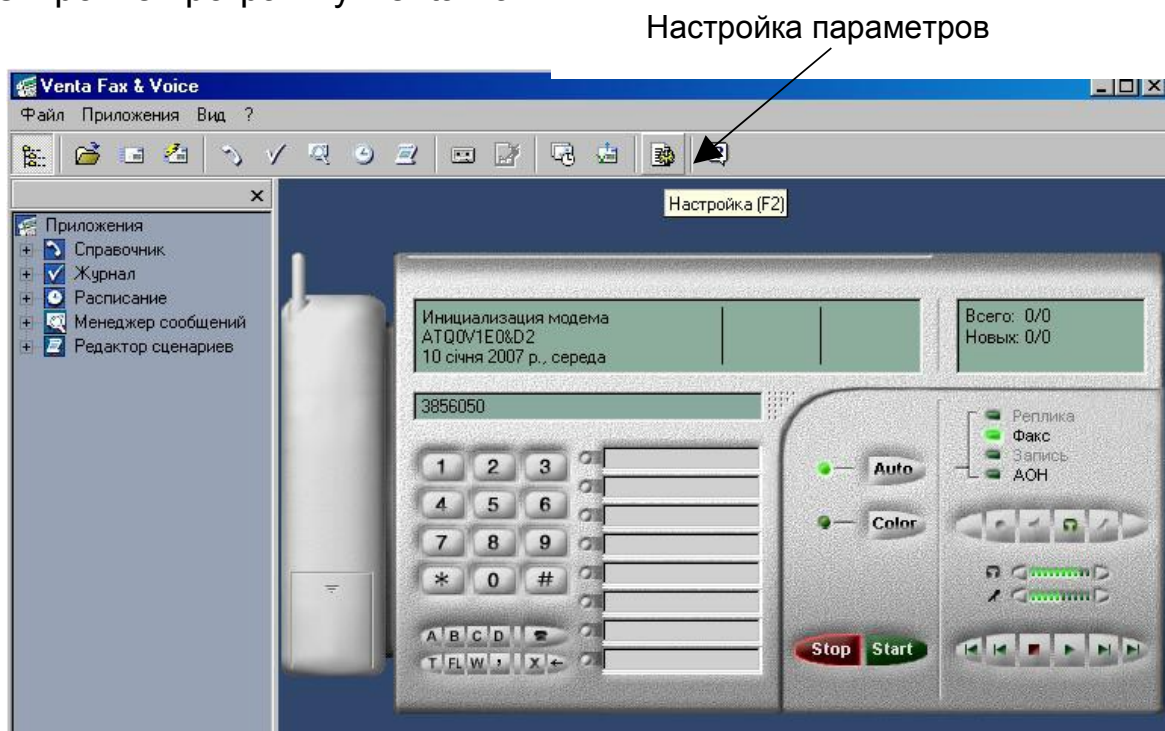 Настройка параметров
Venta Fax & Voice
Файл Приложения Вид ?
Настройка (F2)
Приложения
Справочник
Журнал
Расписание
Менеджер сообщений
Редактор сценариев
Инициализация модема
ATQ0V1E0&D2
10 січня 2007 р., середа
Всего: 0/0
Новых: 0/0
3856050
1 2 3
4 5 6
7 8 9
* 0 #
A B C D
T FL W , X ←
Auto
Color
Stop Start
Реплика
Факс
Запись
АОН